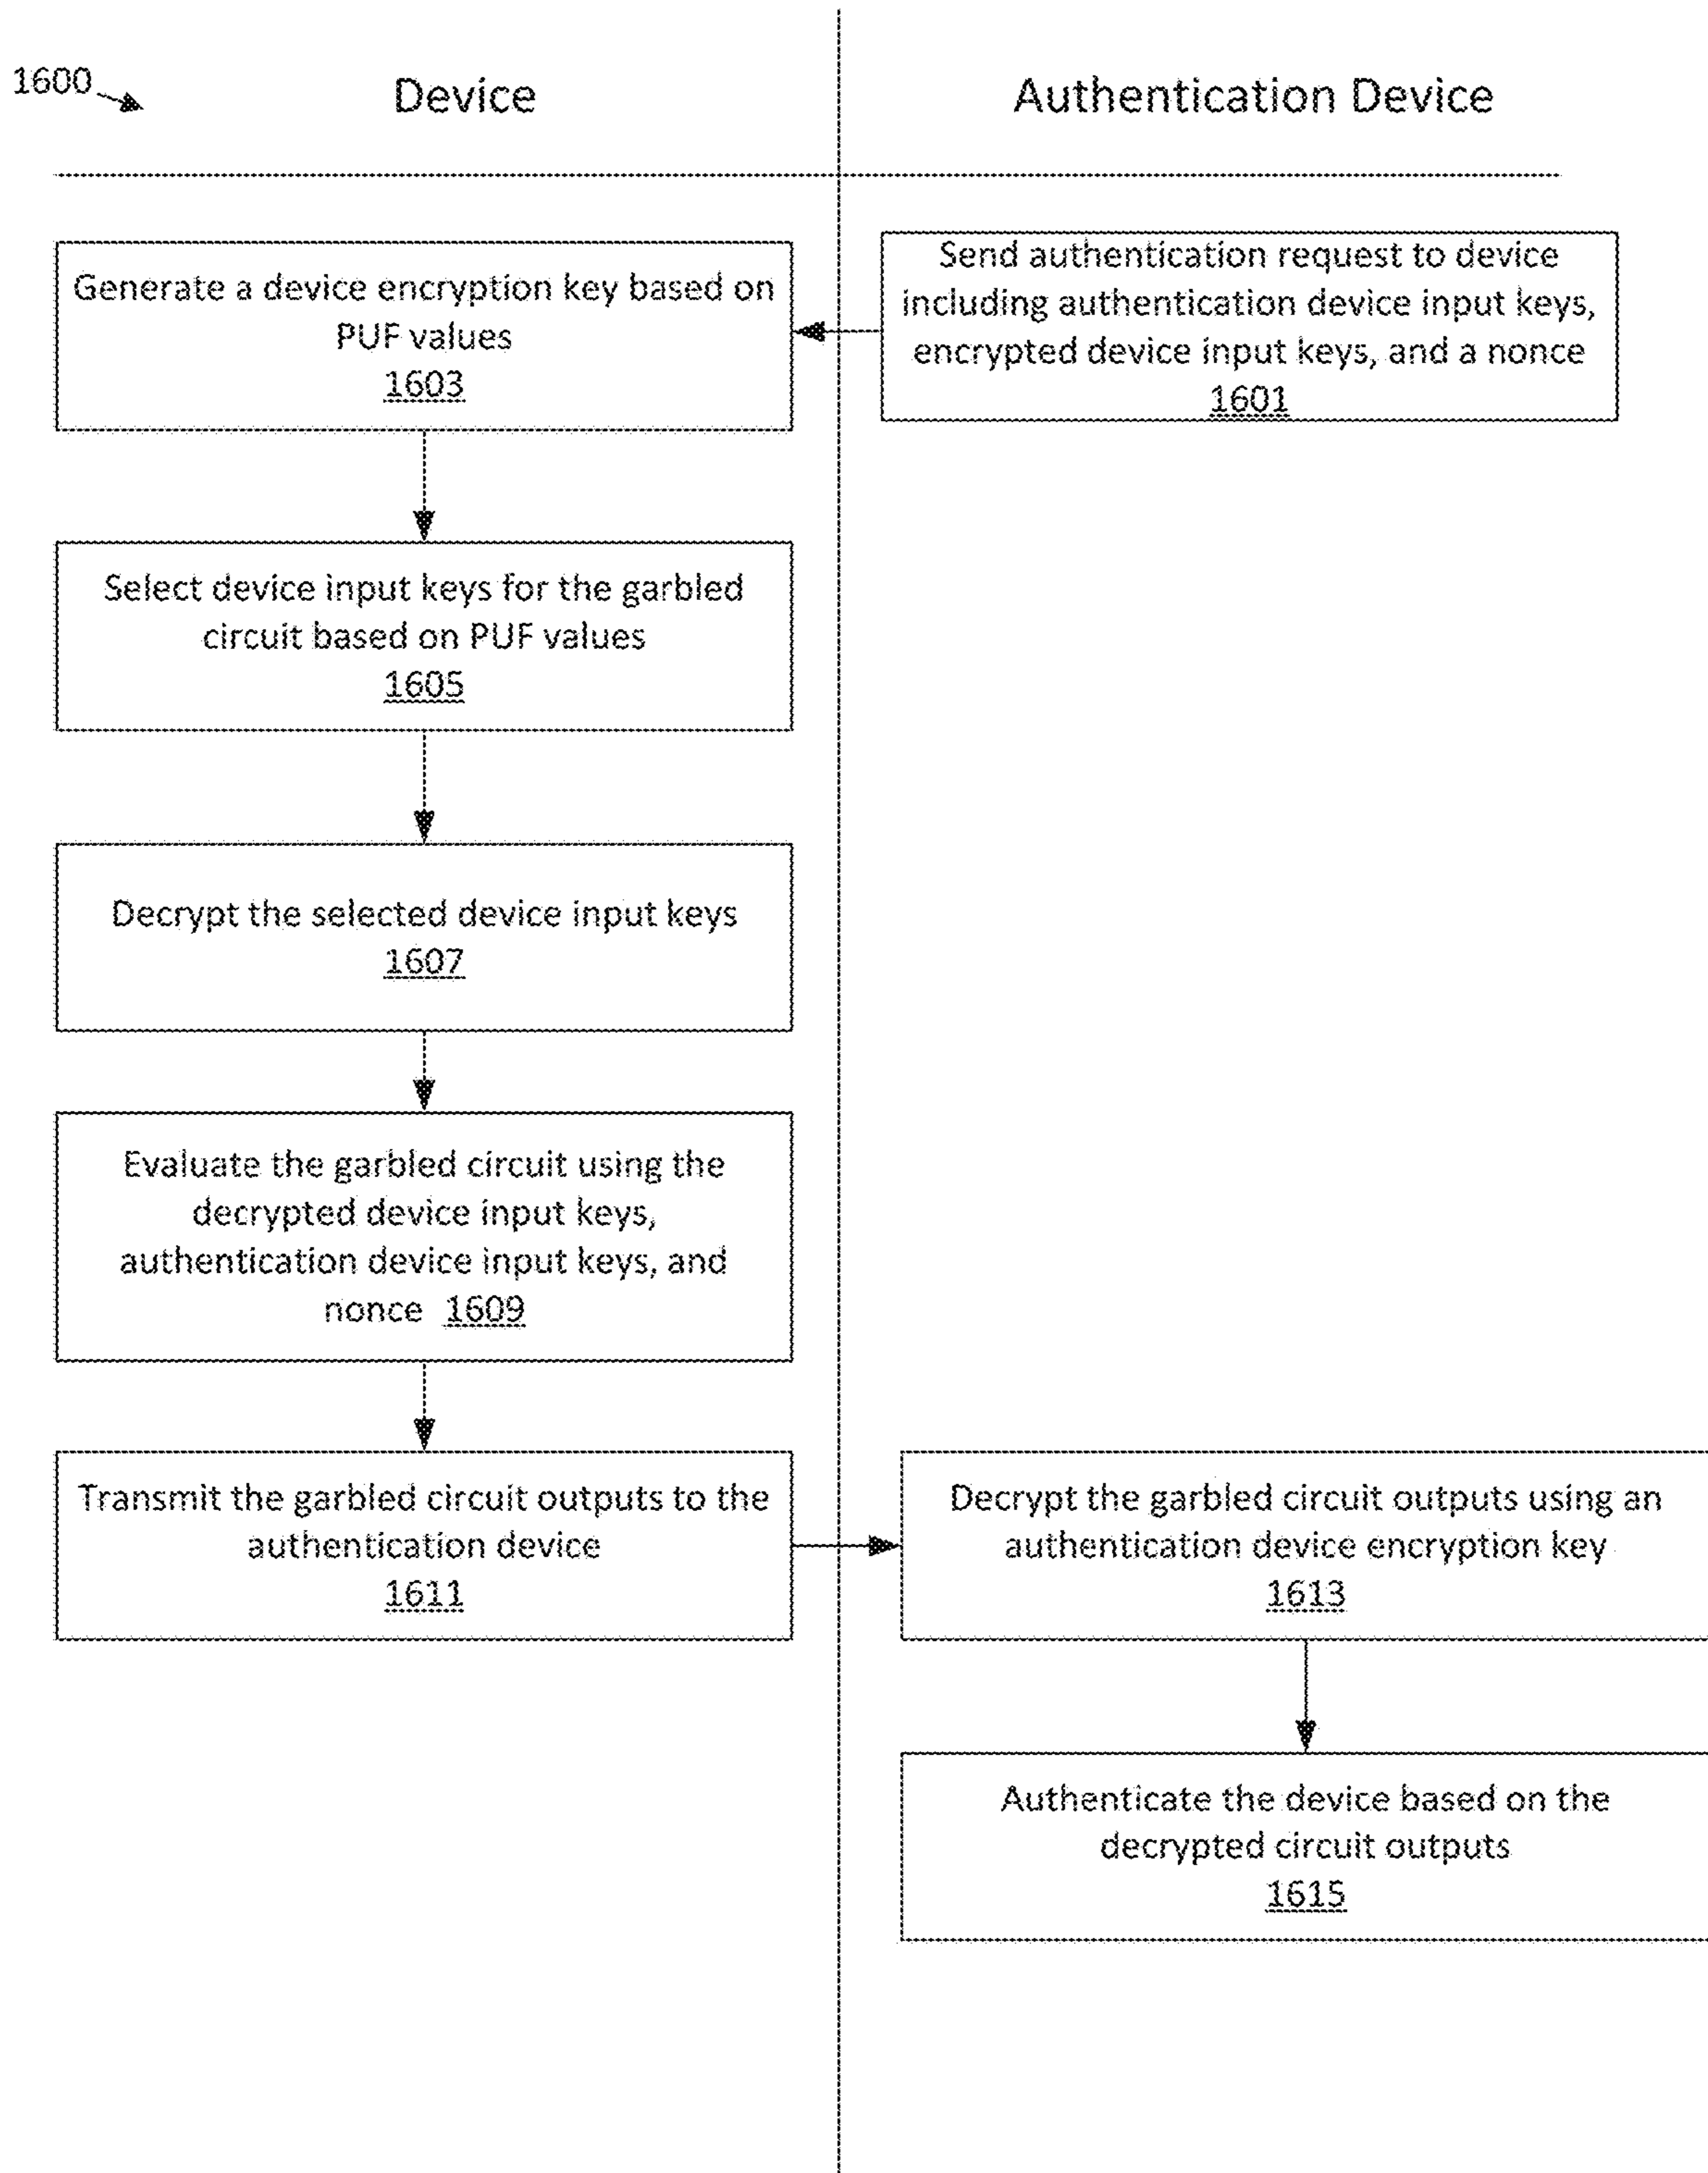 1600
Device
Authentication Device
Generate a device encryption key based on
PUF values
1603
Send authentication request to device
including authentication device input keys,
encrypted device input keys, and a nonce
1601
Select device input keys for the garbled
circuit based on PUF values
1605
Decrypt the selected device input keys
1607
Evaluate the garbled circuit using the
decrypted device input keys,
authentication device input keys, and
nonce 1609
Transmit the garbled circuit outputs to the
authentication device
1611
Decrypt the garbled circuit outputs using an
authentication device encryption key
1613
Authenticate the device based on the
decrypted circuit outputs
1615